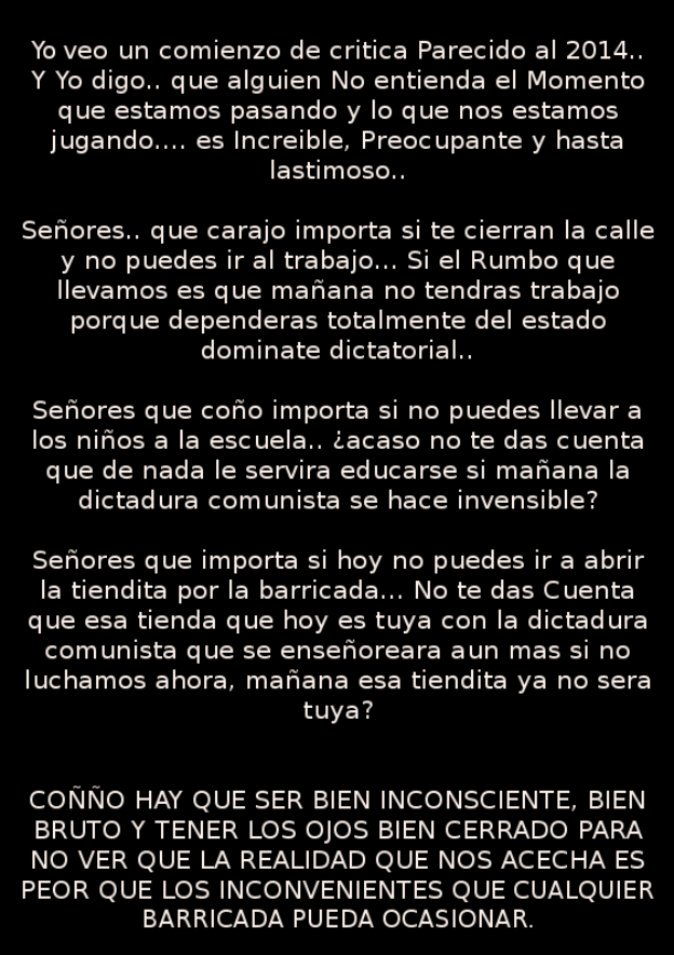 Yo veo un comienzo de critica Parecido al 2014..
Y Yo digo.. que alguien No entienda el Momento
que estamos pasando y lo que nos estamos
jugando.... es Increible, Preocupante y hasta
lastimoso..
Señores.. que carajo importa si te cierran la calle
y no puedes ir al trabajo... Si el Rumbo que
llevamos es que mañana no tendras trabajo
porque dependeras totalmente del estado
dominate dictatorial..
Señores que coño importa si no puedes llevar a
los niños a la escuela.. ¿acaso no te das cuenta
que de nada le servira educarse si mañana la
dictadura comunista se hace invensible?
Señores que importa si hoy no puedes ir a abrir
la tiendita por la barricada... No te das Cuenta
que esa tienda que hoy es tuya con la dictadura
comunista que se enseñoreara aun mas si no
luchamos ahora, mañana esa tiendita ya no sera
tuya?
COÑÑO HAY QUE SER BIEN INCONSCIENTE, BIEN
BRUTO Y TENER LOS OJOS BIEN CERRADO PARA
NO VER QUE LA REALIDAD QUE NOS ACECHA ES
PEOR QUE LOS INCONVENIENTES QUE CUALQUIER
BARRICADA PUEDA OCASIONAR.